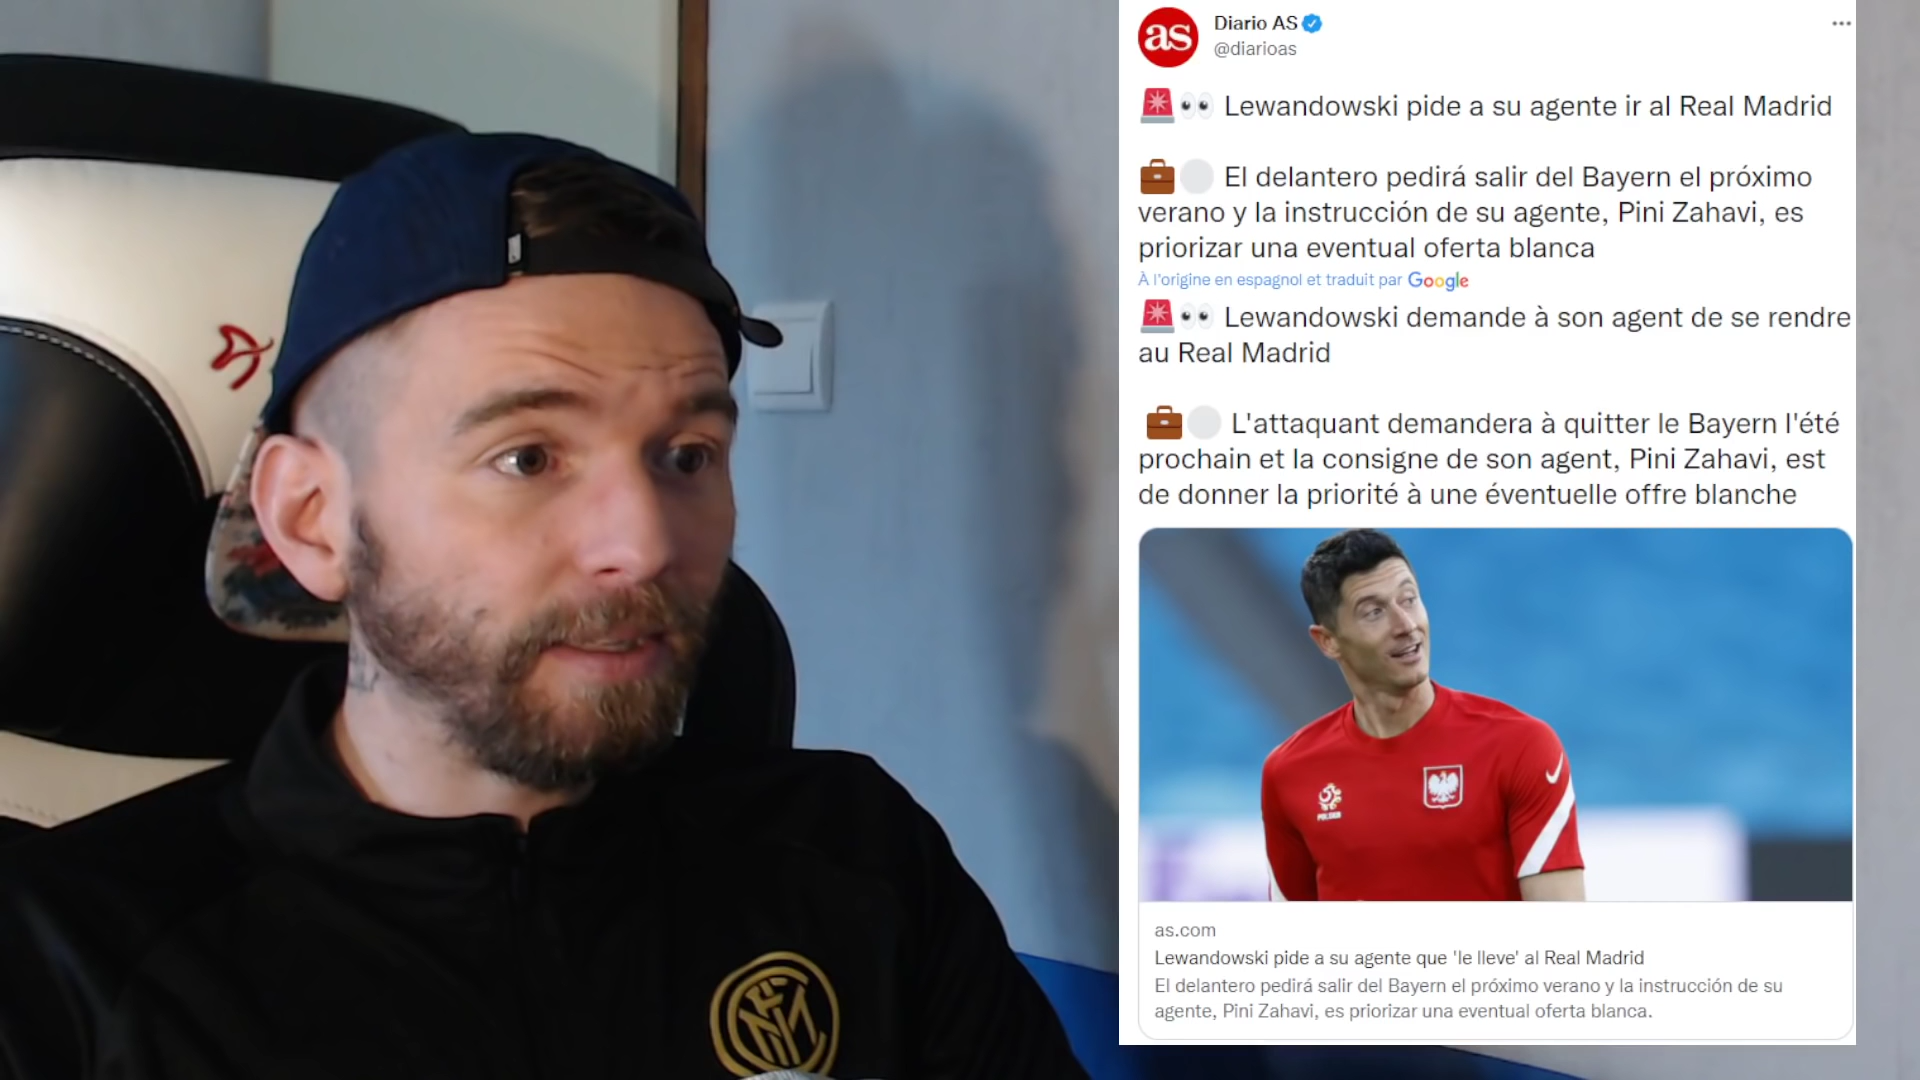 as
Diario AS
@diarioas
Lewandowski pide a su agente ir al Real Madrid
El delantero pedirá salir del Bayern el próximo
verano y la instrucción de su agente, Pini Zahavi, es
priorizar una eventual oferta blanca
À l'origine en espagnol et traduit par Google
Lewandowski demande à son agent de se rendre
au Real Madrid
L'attaquant demandera à quitter le Bayern l'été
prochain et la consigne de son agent, Pini Zahavi, est
de donner la priorité à une éventuelle offre blanche
as.com
Lewandowski pide a su agente que 'le lleve' al Real Madrid
El delantero pedirá salir del Bayern el próximo verano y la instrucción de su
agente, Pini Zahavi, es priorizar una eventual oferta blanca.